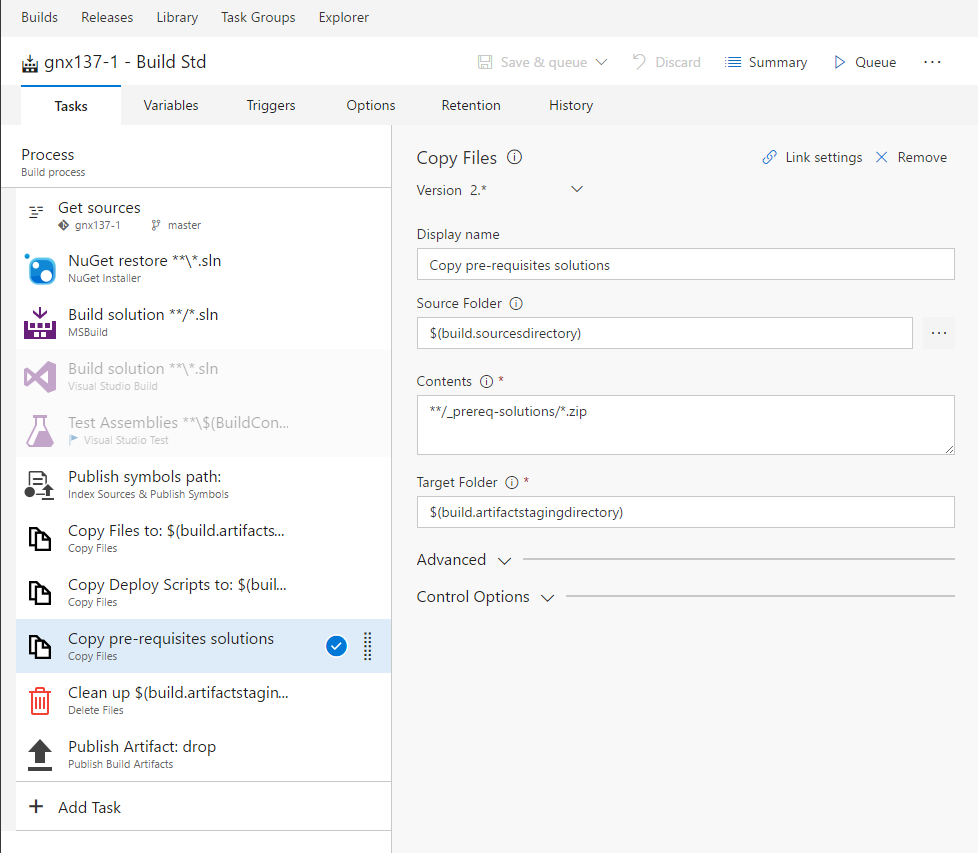 Builds Releases Library Task Groups Explorer
gnx137-1 - Build Std
Save & queue Discard Summary Queue ...
Tasks Variables Triggers Options Retention History
Process
Build process
Get sources
gnx137-1 master
NuGet restore **\*.sln
NuGet Installer
Build solution **/*.sln
MSBuild
Build solution **\*.sln
Visual Studio Build
Test Assemblies **\$(BuildCon...
Visual Studio Test
Publish symbols path:
Index Sources & Publish Symbols
Copy Files to: $(build.artifacts...
Copy Files
Copy Deploy Scripts to: $(buil...
Copy Files
Copy pre-requisites solutions
Copy Files
Clean up $(build.artifactstagin...
Delete Files
Publish Artifact: drop
Publish Build Artifacts
+ Add Task
Copy Files
Link settings Remove
Version 2.*
Display name
Copy pre-requisites solutions
Source Folder
$(build.sourcesdirectory)
...
Contents *
**/_prereq-solutions/*.zip
Target Folder *
$(build.artifactstagingdirectory)
Advanced
Control Options